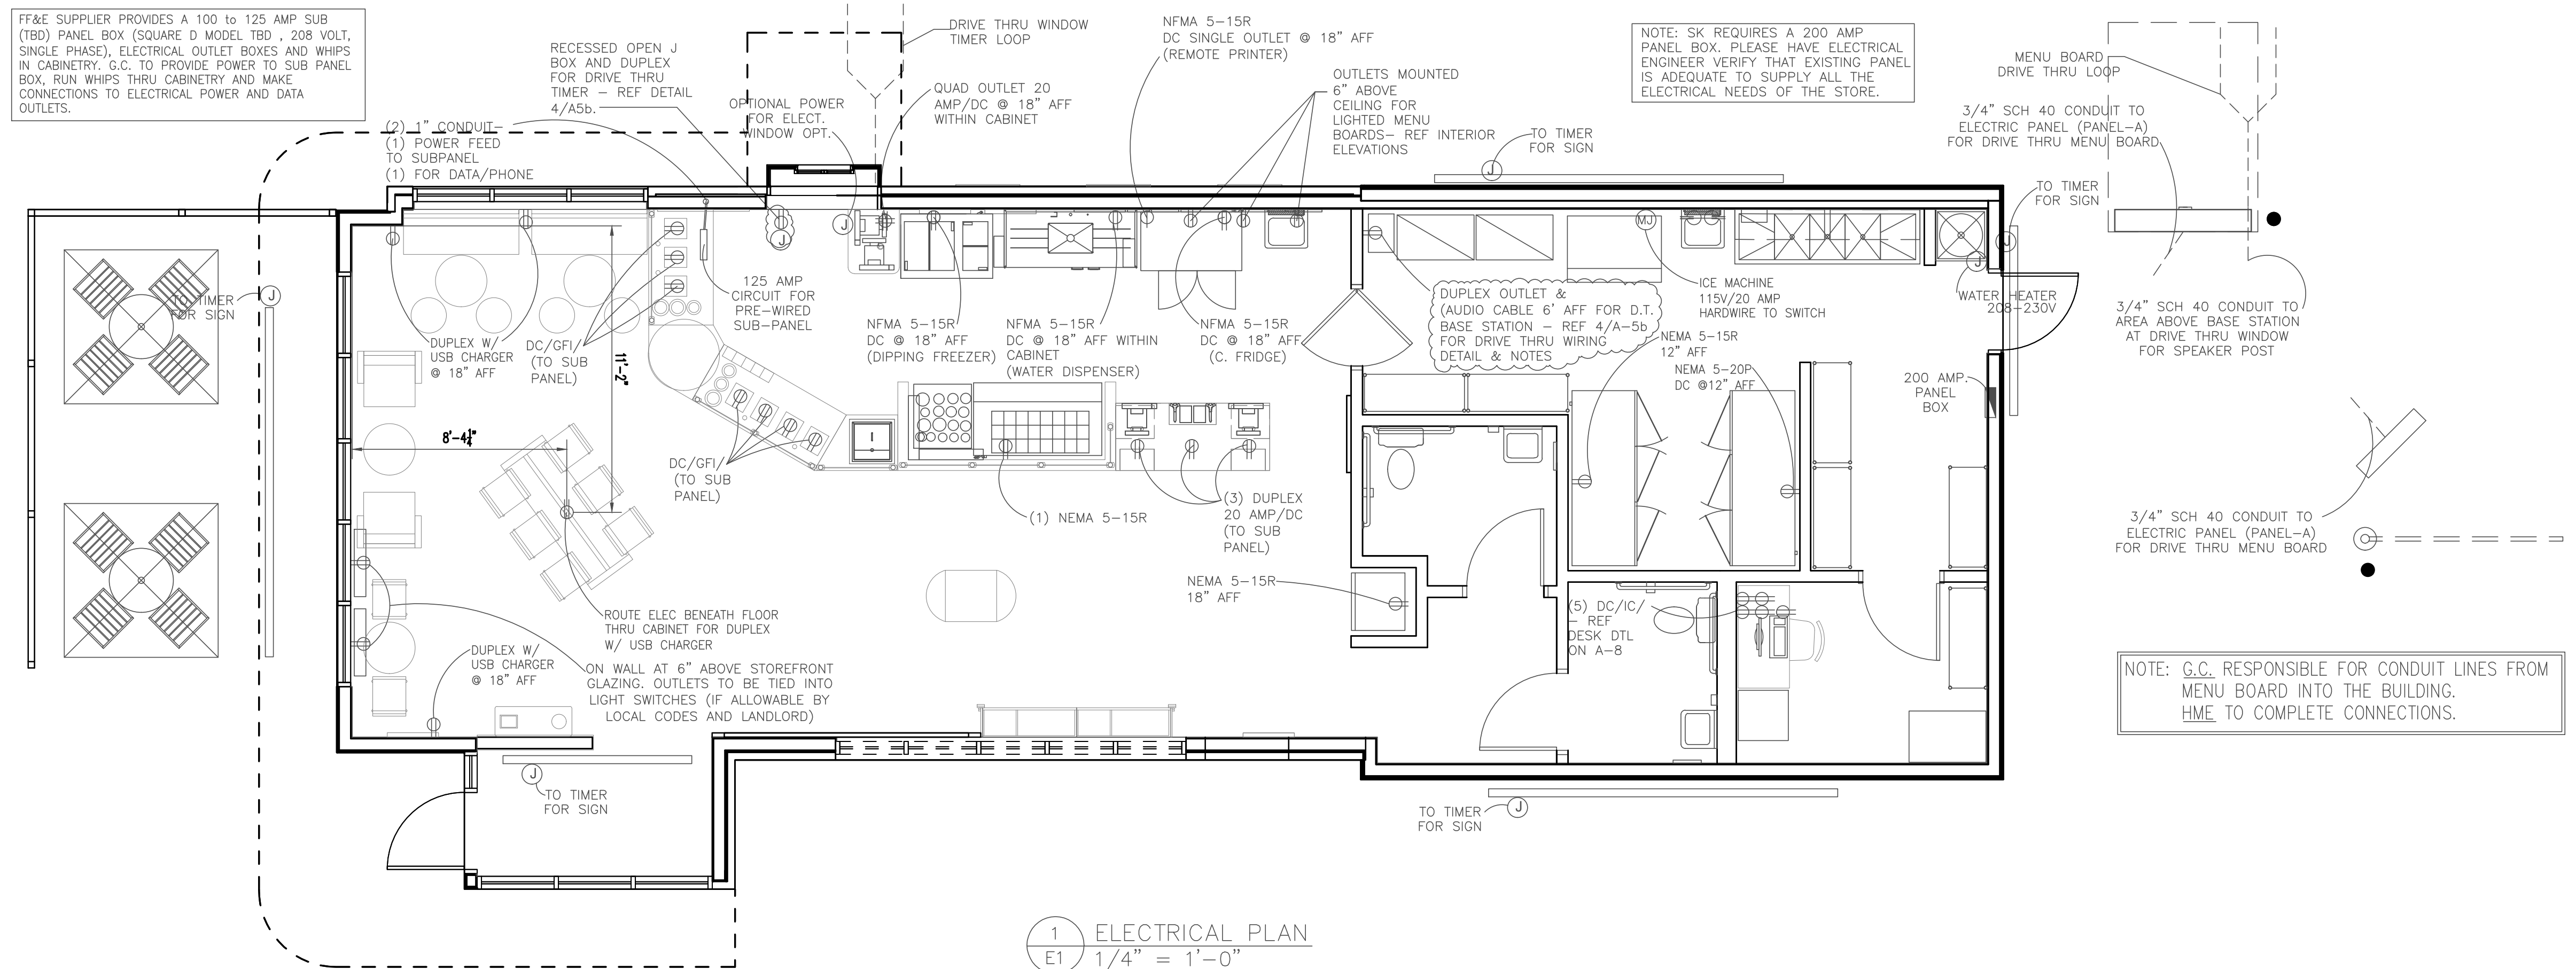 FF&E SUPPLIER PROVIDES A 100 to 125 AMP SUB
(TBD) PANEL BOX (SQUARE D MODEL TBD , 208 VOLT,
SINGLE PHASE), ELECTRICAL OUTLET BOXES AND WHIPS
IN CABINETRY. G.C. TO PROVIDE POWER TO SUB PANEL
BOX, RUN WHIPS THRU CABINETRY AND MAKE
CONNECTIONS TO ELECTRICAL POWER AND DATA
OUTLETS.
(2) 1" CONDUIT-
(1) POWER FEED
TO SUBPANEL
(1) FOR DATA/PHONE
RECESSED OPEN J
BOX AND DUPLEX
FOR DRIVE THRU
TIMER – REF DETAIL
4/A5b.
OPTIONAL POWER
FOR ELECT.
WINDOW OPT.
DRIVE THRU WINDOW
TIMER LOOP
QUAD OUTLET 20
AMP/DC @ 18" AFF
WITHIN CABINET
NFMA 5–15R
DC SINGLE OUTLET @ 18" AFF
(REMOTE PRINTER)
OUTLETS MOUNTED
6" ABOVE
CEILING FOR
LIGHTED MENU
BOARDS– REF INTERIOR
ELEVATIONS
TO TIMER
FOR SIGN
J
NOTE: SK REQUIRES A 200 AMP
PANEL BOX. PLEASE HAVE ELECTRICAL
ENGINEER VERIFY THAT EXISTING PANEL
IS ADEQUATE TO SUPPLY ALL THE
ELECTRICAL NEEDS OF THE STORE.
MENU BOARD
DRIVE THRU LOOP
3/4" SCH 40 CONDUIT TO
ELECTRIC PANEL (PANEL–A)
FOR DRIVE THRU MENU BOARD
TO TIMER
FOR SIGN
J
J
J
J
MJ
J
TO TIMER
FOR SIGN
J
125 AMP
CIRCUIT FOR
PRE–WIRED
SUB–PANEL
DUPLEX W/
USB CHARGER
@ 18" AFF
DC/GFI/
(TO SUB
PANEL)
11'-2"
NFMA 5–15R
DC @ 18" AFF
(DIPPING FREEZER)
NFMA 5–15R
DC @ 18" AFF WITHIN
CABINET
(WATER DISPENSER)
NFMA 5–15R
DC @ 18" AFF
(C. FRIDGE)
DUPLEX OUTLET &
(AUDIO CABLE 6' AFF FOR D.T.
BASE STATION – REF 4/A–5b
FOR DRIVE THRU WIRING
DETAIL & NOTES
ICE MACHINE
115V/20 AMP
HARDWIRE TO SWITCH
NEMA 5–15R
12" AFF
NEMA 5–20P
DC @12" AFF
WATER HEATER
208–230V
200 AMP.
PANEL
BOX
3/4" SCH 40 CONDUIT TO
AREA ABOVE BASE STATION
AT DRIVE THRU WINDOW
FOR SPEAKER POST
8'-4¼"
DC/GFI/
(TO SUB
PANEL)
(1) NEMA 5–15R
(3) DUPLEX
20 AMP/DC
(TO SUB
PANEL)
3/4" SCH 40 CONDUIT TO
ELECTRIC PANEL (PANEL–A)
FOR DRIVE THRU MENU BOARD
NEMA 5–15R
18" AFF
(5) DC/IC/
– REF
DESK DTL
ON A–8
ROUTE ELEC BENEATH FLOOR
THRU CABINET FOR DUPLEX
W/ USB CHARGER
DUPLEX W/
USB CHARGER
@ 18" AFF
ON WALL AT 6" ABOVE STOREFRONT
GLAZING. OUTLETS TO BE TIED INTO
LIGHT SWITCHES (IF ALLOWABLE BY
LOCAL CODES AND LANDLORD)
NOTE: G.C. RESPONSIBLE FOR CONDUIT LINES FROM
MENU BOARD INTO THE BUILDING.
HME TO COMPLETE CONNECTIONS.
J
TO TIMER
FOR SIGN
TO TIMER
FOR SIGN
J
1
E1
ELECTRICAL PLAN
1/4" = 1'–0"